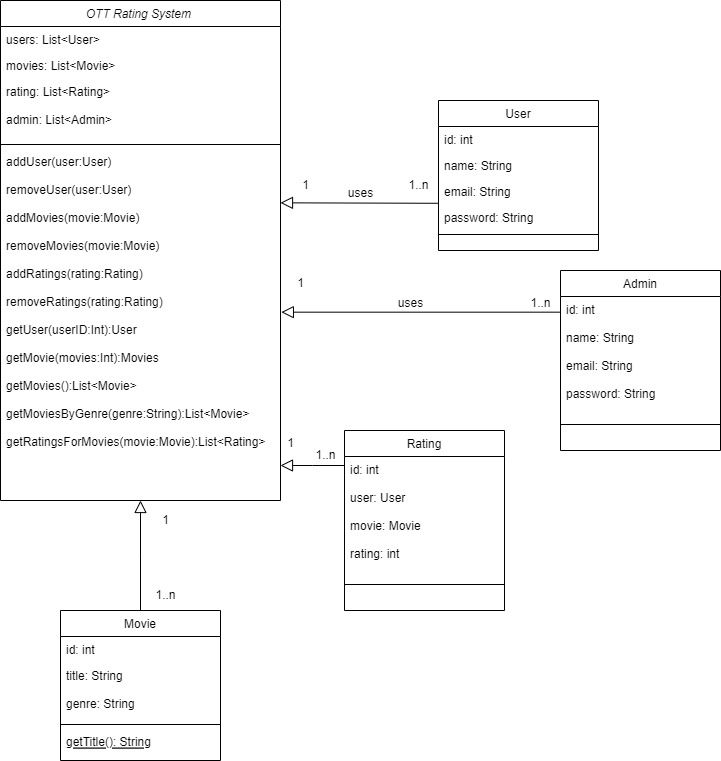 OTT Rating System
users: List<User>
movies: List<Movie>
rating: List<Rating>
admin: List<Admin>
addUser(user:User)
removeUser(user:User)
addMovies(movie:Movie)
removeMovies(movie:Movie)
addRatings(rating:Rating)
removeRatings(rating:Rating)
getUser(userID:Int):User
getMovie(movies:Int):Movies
getMovies():List<Movie>
getMoviesByGenre(genre:String):List<Movie>
getRatingsForMovies(movie:Movie):List<Rating>
1
uses
1..n
User
id: int
name: String
email: String
password: String
1
uses
1..n
Admin
id: int
name: String
email: String
password: String
1
1..n
Rating
id: int
user: User
movie: Movie
rating: int
1
1..n
Movie
id: int
title: String
genre: String
getTitle(): String